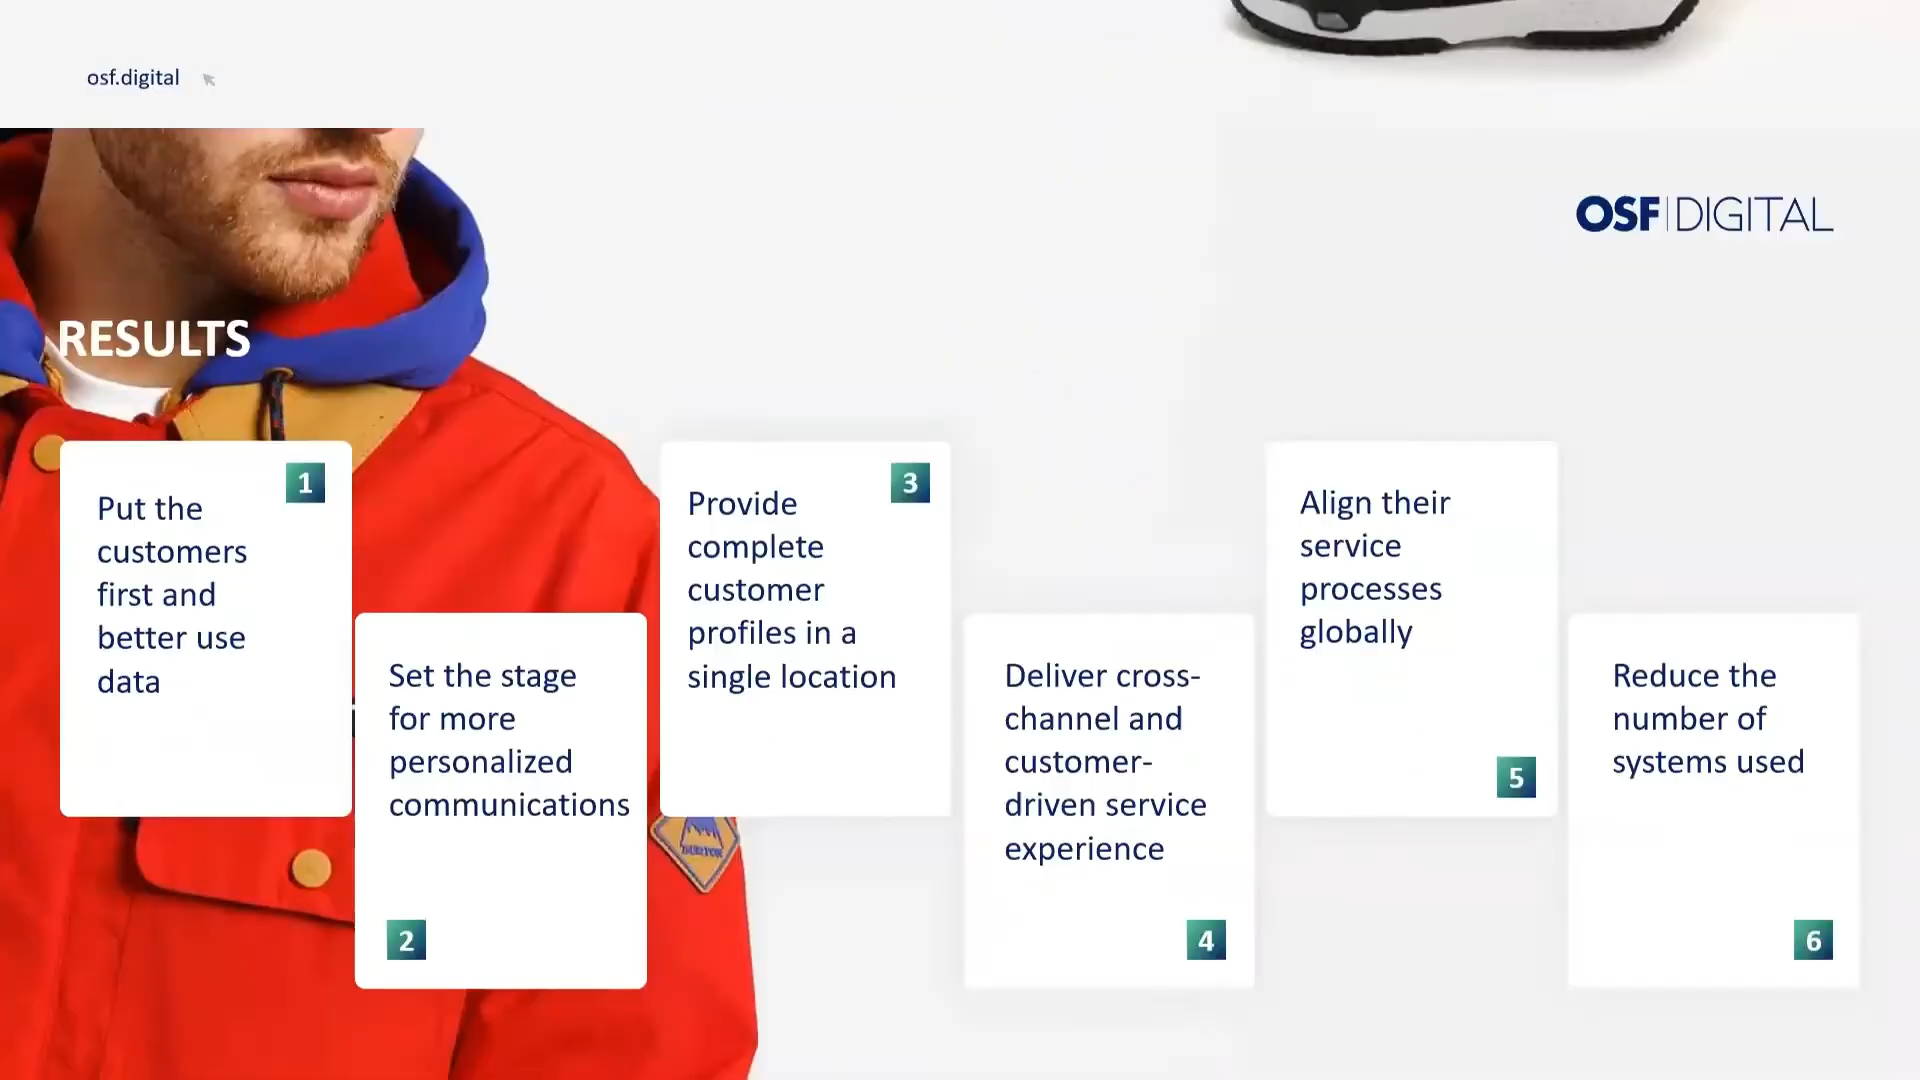 osf.digital
OSF|DIGITAL
RESULTS
1
Put the
customers
first and
better use
data
Set the stage
for more
personalized
communications
2
3
Provide
complete
customer
profiles in a
single location
Deliver cross-
channel and
customer-
driven service
experience
4
Align their
service
processes
globally
5
Reduce the
number of
systems used
6
BURTON